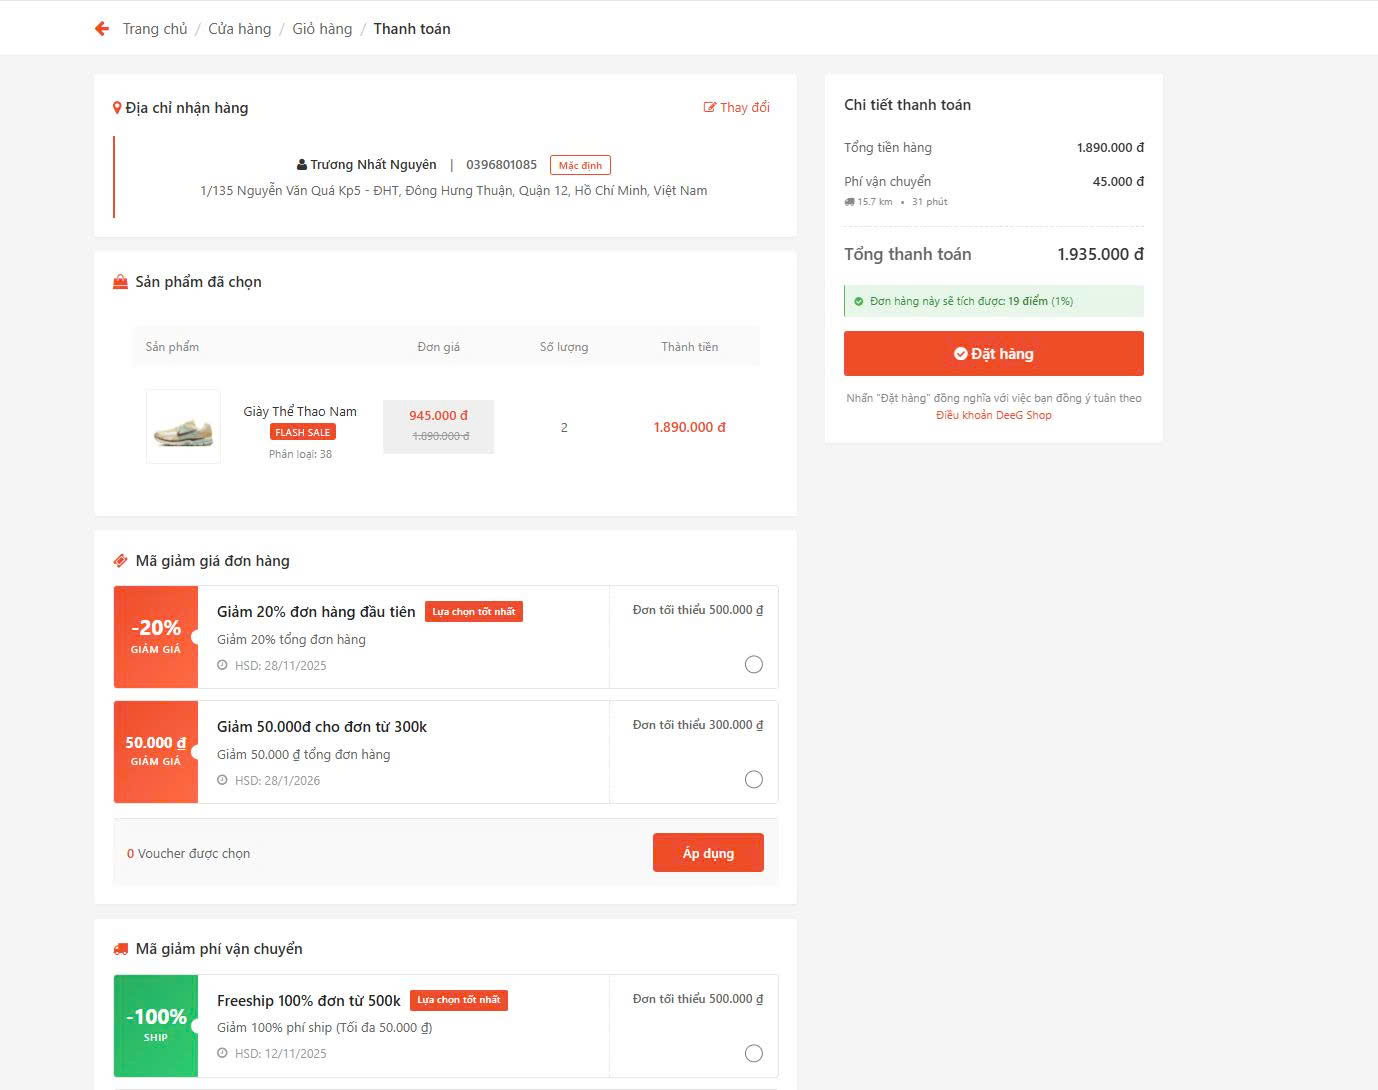 Trang chủ / Cửa hàng / Giỏ hàng / Thanh toán
Địa chỉ nhận hàng
Thay đổi
Trương Nhất Nguyên | 0396801085 Mặc định
1/135 Nguyễn Văn Quá Kp5 - ĐHT, Đông Hưng Thuận, Quận 12, Hồ Chí Minh, Việt Nam
Sản phẩm đã chọn
Sản phẩm Đơn giá Số lượng Thành tiền
Giày Thể Thao Nam
FLASH SALE
Phân loại: 38
945.000 đ
1.890.000 đ
2
1.890.000 đ
Mã giảm giá đơn hàng
-20%
GIẢM GIÁ
Giảm 20% đơn hàng đầu tiên Lựa chọn tốt nhất
Giảm 20% tổng đơn hàng
HSD: 28/11/2025
Đơn tối thiểu 500.000 ₫
50.000 ₫
GIẢM GIÁ
Giảm 50.000đ cho đơn từ 300k
Giảm 50.000 ₫ tổng đơn hàng
HSD: 28/1/2026
Đơn tối thiểu 300.000 ₫
0 Voucher được chọn
Áp dụng
Mã giảm phí vận chuyển
-100%
SHIP
Freeship 100% đơn từ 500k Lựa chọn tốt nhất
Giảm 100% phí ship (Tối đa 50.000 ₫)
HSD: 12/11/2025
Đơn tối thiểu 500.000 ₫
Chi tiết thanh toán
Tổng tiền hàng 1.890.000 đ
Phí vận chuyển 45.000 đ
15.7 km • 31 phút
Tổng thanh toán 1.935.000 đ
Đơn hàng này sẽ tích được: 19 điểm (1%)
Đặt hàng
Nhấn "Đặt hàng" đồng nghĩa với việc bạn đồng ý tuân theo
Điều khoản DeeG Shop